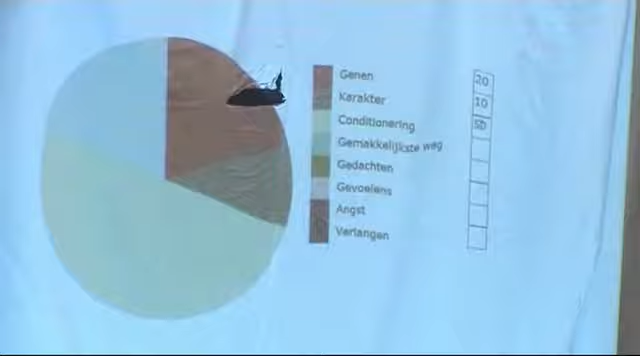 Genen 20
Karakter 10
Conditionering 50
Gemakkelijkste weg
Gedachten
Gevoelens
Angst
Verlangen